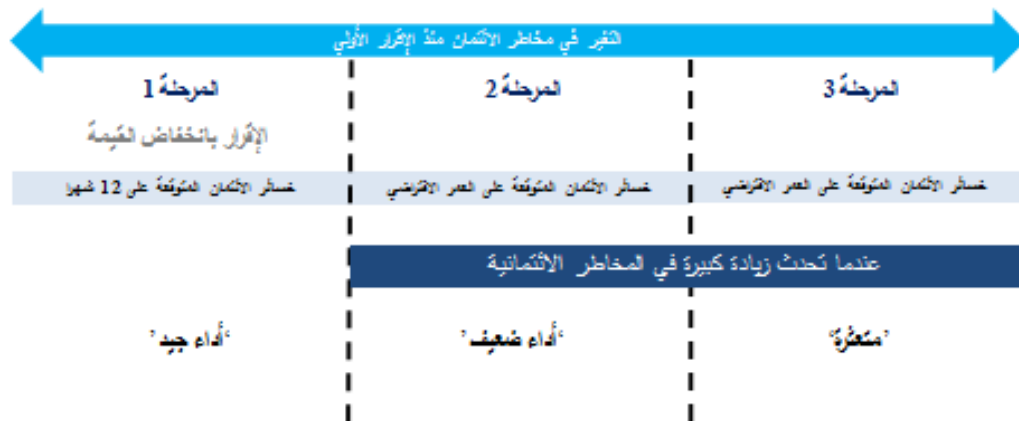 التغير في مخاطر الائتمان منذ الإقرار الأولي
المرحلة 1
المرحلة 2
المرحلة 3
الإقرار بانخفاض القيمة
خسائر الائتمان المتوقعة على 12 شهرا
خسائر الائتمان المتوقعة على العمر الافتراضي
خسائر الائتمان المتوقعة على العمر الافتراضي
عندما تحدث زيادة كبيرة في المخاطر الائتمانية
‘أداء جيد’
‘أداء ضعيف’
’متعثرة‘